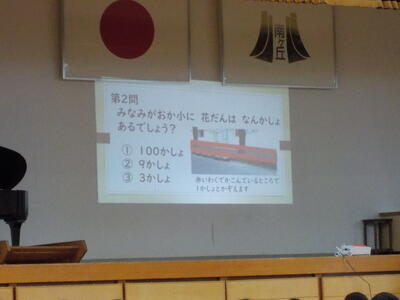 南ヶ丘
第2問
みなみがおか小に 花だんは なんかしょ
あるでしょう?
① 100かしょ
② 9かしょ
③ 3かしょ
赤いわくでかこんでいるところで
1かしょとかぞえます